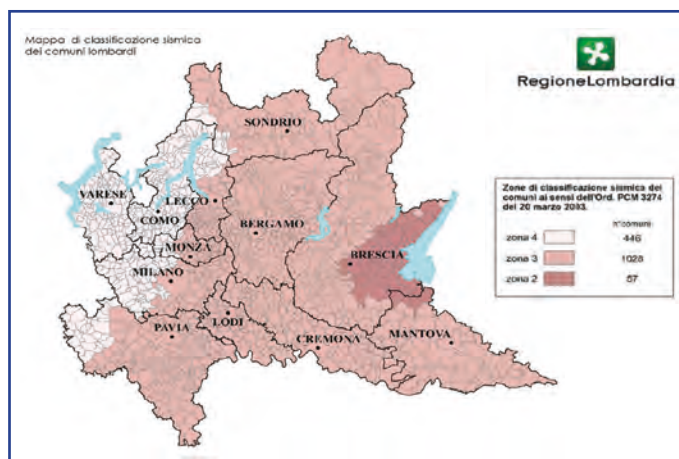 Mappa di classificazione sismica
dei comuni lombardi
RegioneLombardia
SONDRIO
VARESE
COMO
LECCO
BERGAMO
MONZA
MILANO
BRESCIA
PAVIA
LODI
CREMONA
MANTOVA
Zone di classificazione sismica dei
comuni ai sensi dell'Ord. PCM 3274
del 20 marzo 2003.
n°comuni
zona 4 446
zona 3 1028
zona 2 57